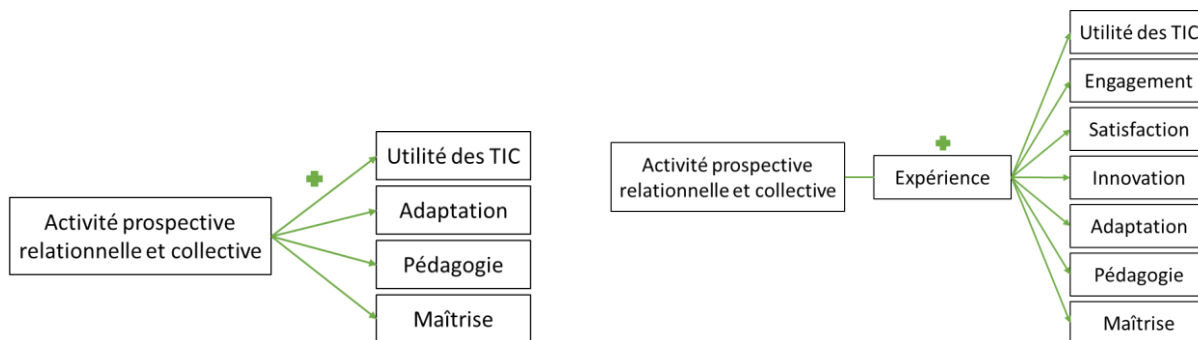 Activité prospective
relationnelle et collective
Utilité des TIC
Adaptation
Pédagogie
Maîtrise
Activité prospective
relationnelle et collective
Expérience
Utilité des TIC
Engagement
Satisfaction
Innovation
Adaptation
Pédagogie
Maîtrise